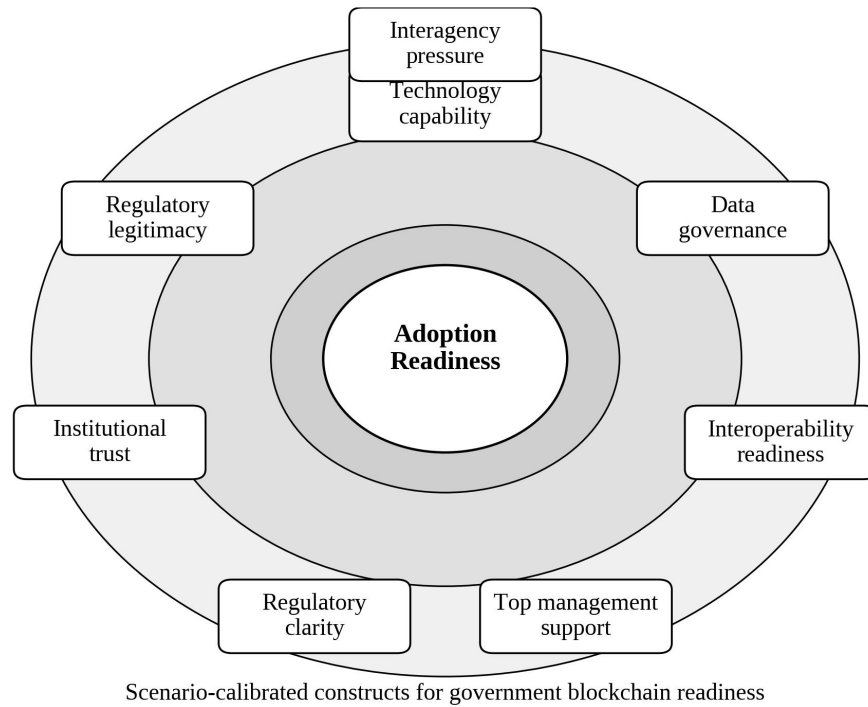 Interagency
pressure
Technology
capability
Regulatory
legitimacy
Data
governance
Adoption
Readiness
Institutional
trust
Interoperability
readiness
Regulatory
clarity
Top management
support
Scenario-calibrated constructs for government blockchain readiness